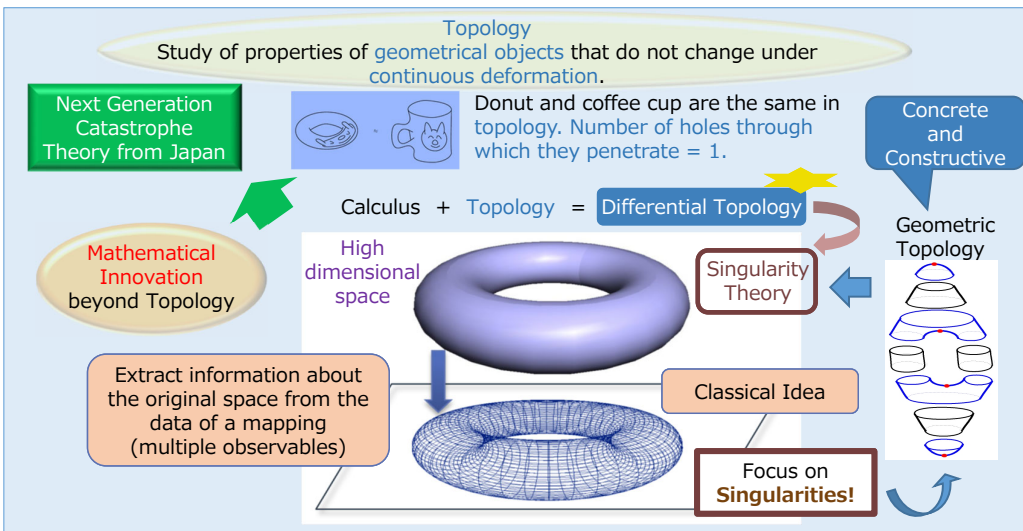 Topology
Study of properties of geometrical objects that do not change under
continuous deformation.
Next Generation
Catastrophe
Theory from Japan
Donut and coffee cup are the same in
topology. Number of holes through
which they penetrate = 1.
Concrete
and
Constructive
Calculus + Topology = Differential Topology
Mathematical
Innovation
beyond Topology
High
dimensional
space
Singularity
Theory
Geometric
Topology
Extract information about
the original space from the
data of a mapping
(multiple observables)
Classical Idea
Focus on
Singularities!